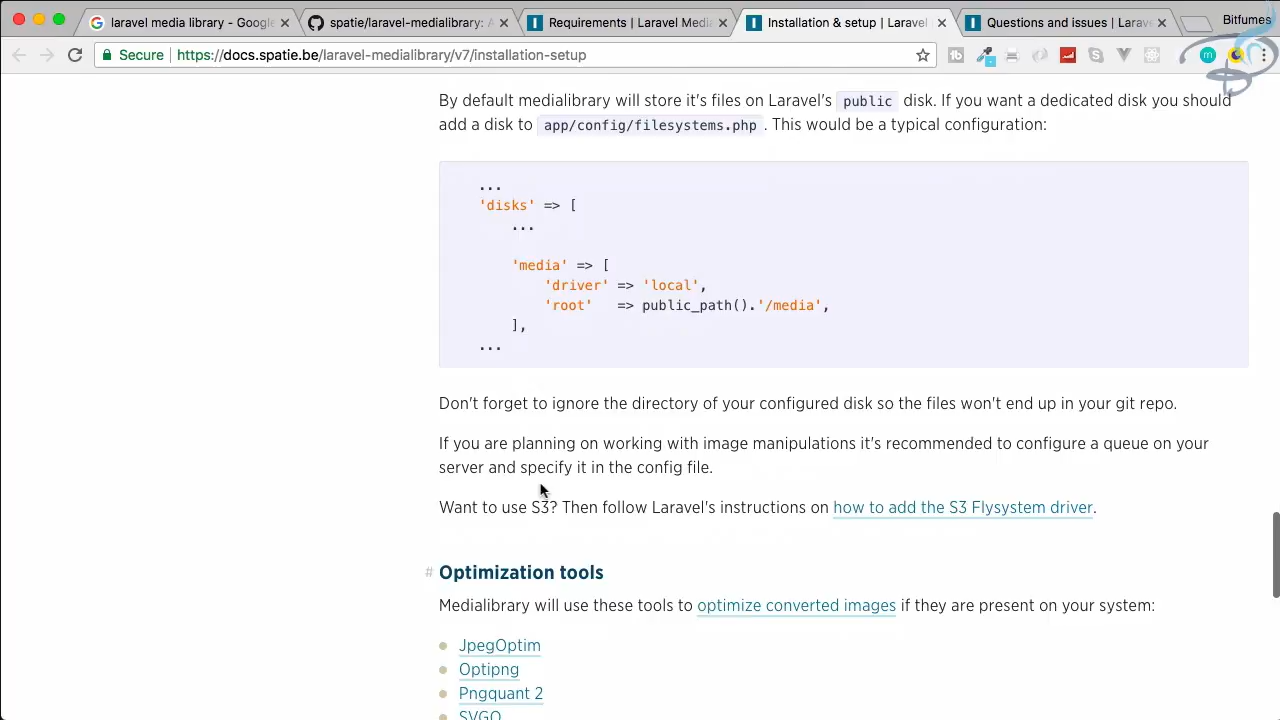 laravel media library - Google
spatie/laravel-medialibrary: A
Requirements | Laravel Media
Installation & setup | Laravel
Questions and issues | Larave
Bitfumes
Secure | https://docs.spatie.be/laravel-medialibrary/v7/installation-setup
By default medialibrary will store it's files on Laravel's public disk. If you want a dedicated disk you should
add a disk to app/config/filesystems.php . This would be a typical configuration:
...
'disks' => [
...
'media' => [
'driver' => 'local',
'root' => public_path().'/media',
],
...
Don't forget to ignore the directory of your configured disk so the files won't end up in your git repo.
If you are planning on working with image manipulations it's recommended to configure a queue on your
server and specify it in the config file.
Want to use S3? Then follow Laravel's instructions on how to add the S3 Flysystem driver.
# Optimization tools
Medialibrary will use these tools to optimize converted images if they are present on your system:
JpegOptim
Optipng
Pngquant 2
SVGO